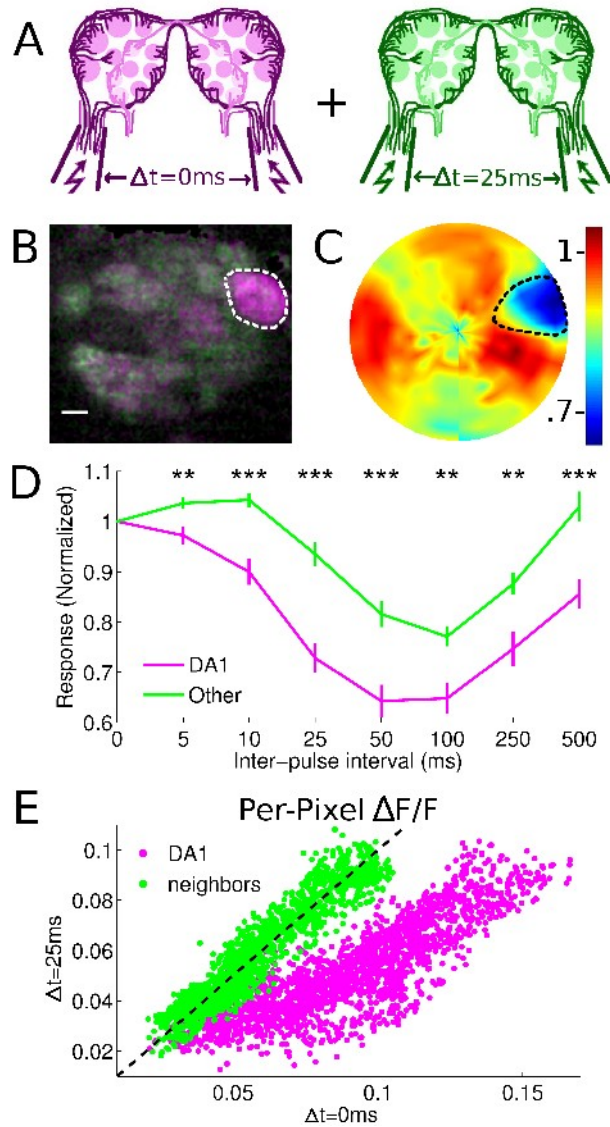 A
+
←Δt=0ms→
←Δt=25ms→
B
C
1-
.7-
D
** *** *** *** ** ** ***
1.1
1
0.9
0.8
0.7
0.6
Response (Normalized)
DA1
Other
0 5 10 25 50 100 250 500
Inter-pulse interval (ms)
E
Per-Pixel ΔF/F
DA1
neighbors
0.1
0.08
0.06
0.04
0.02
Δt=25ms
0.05 0.1 0.15
Δt=0ms